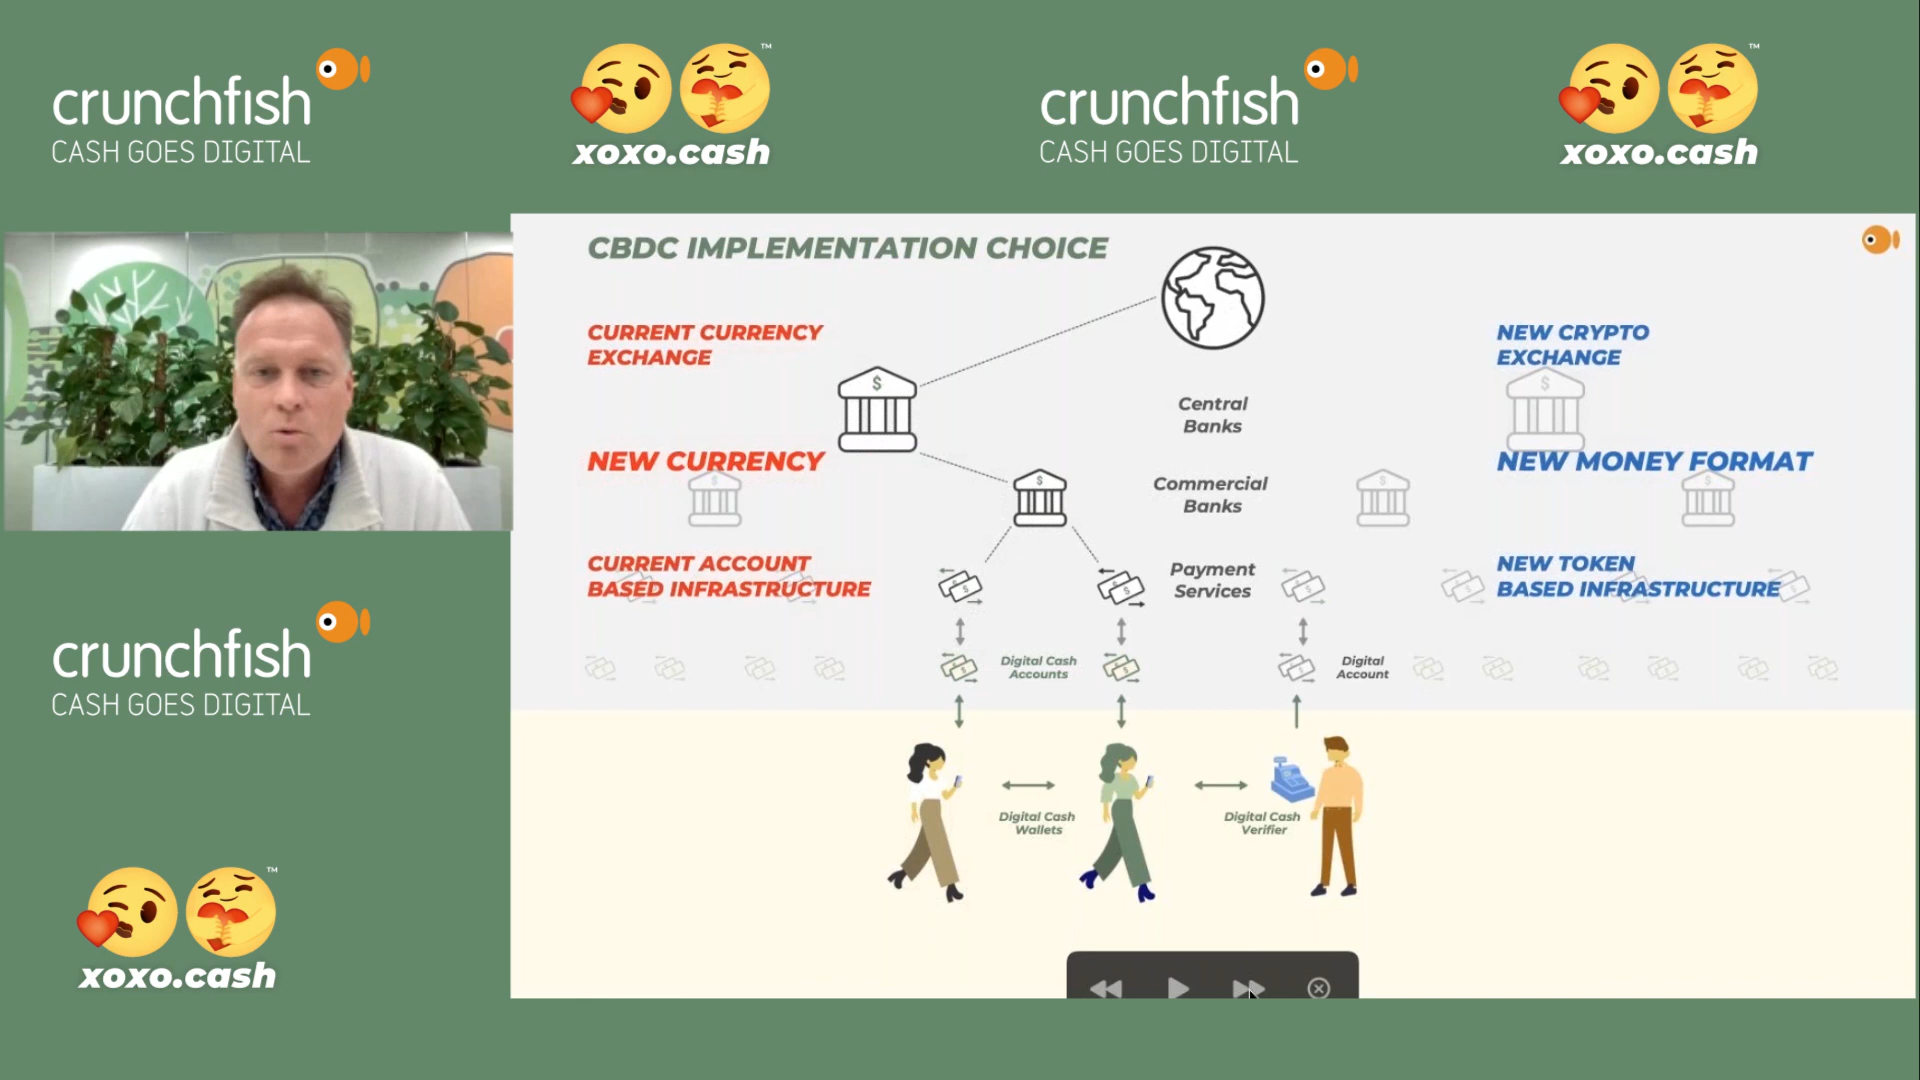 crunchfish
CASH GOES DIGITAL
™
xoxo.cash
crunchfish
CASH GOES DIGITAL
™
xoxo.cash
CBDC IMPLEMENTATION CHOICE
CURRENT CURRENCY
EXCHANGE
NEW CRYPTO
EXCHANGE
$
$
Central
Banks
NEW CURRENCY
NEW MONEY FORMAT
$
$
$
$
Commercial
Banks
CURRENT ACCOUNT
BASED INFRASTRUCTURE
Payment
Services
NEW TOKEN
BASED INFRASTRUCTURE
Digital Cash
Accounts
Digital
Account
Digital Cash
Wallets
Digital Cash
Verifier
crunchfish
CASH GOES DIGITAL
™
xoxo.cash